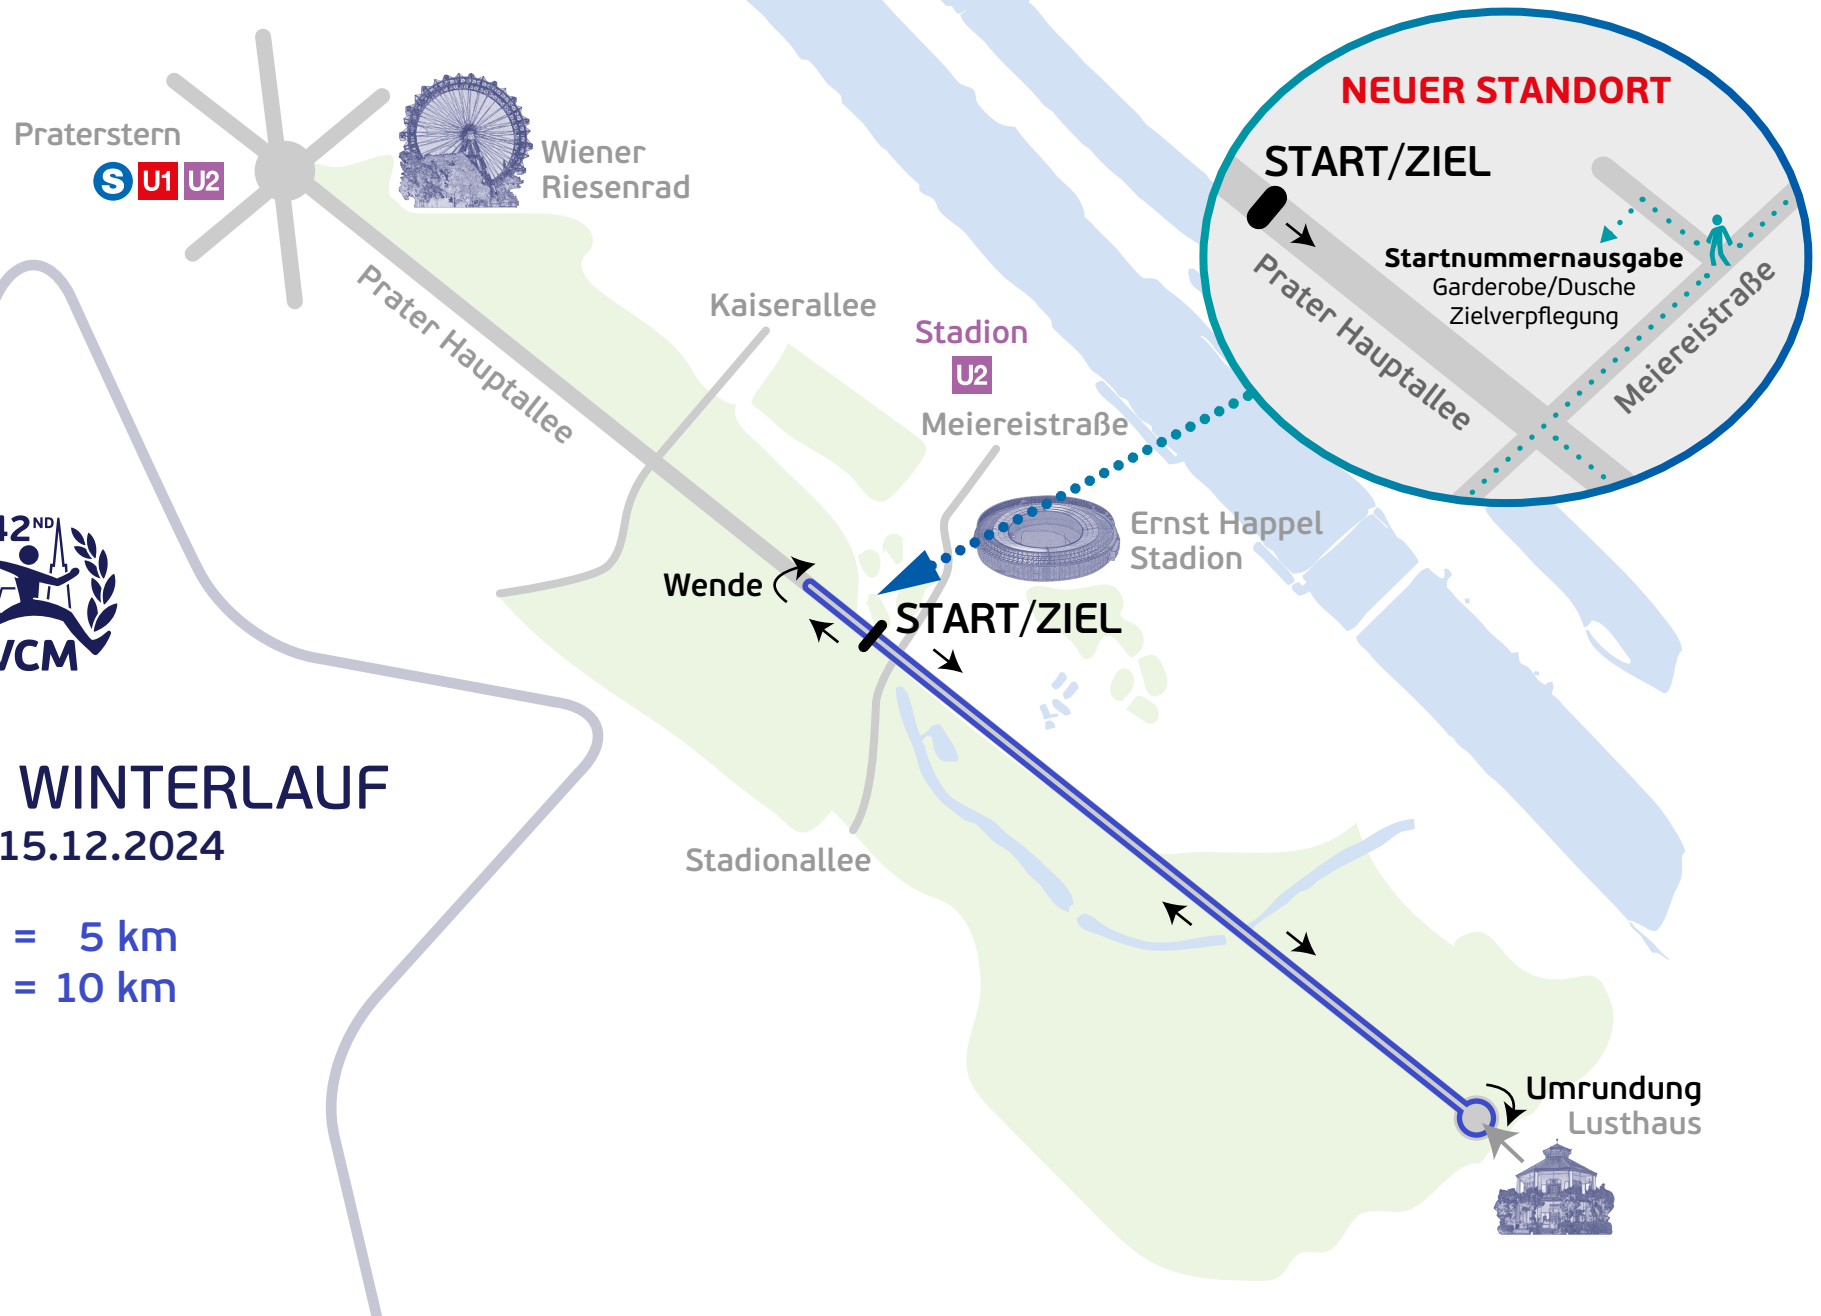 Praterstern
S U1 U2
Wiener
Riesenrad
Prater Hauptallee
Kaiserallee
Stadion
U2
Meiereistraße
Ernst Happel
Stadion
Wende
START/ZIEL
Stadionallee
Umrundung
Lusthaus
NEUER STANDORT
START/ZIEL
Startnummernausgabe
Garderobe/Dusche
Zielverpflegung
Prater Hauptallee
Meiereistraße
42ND
VCM
WINTERLAUF
15.12.2024
= 5 km
= 10 km